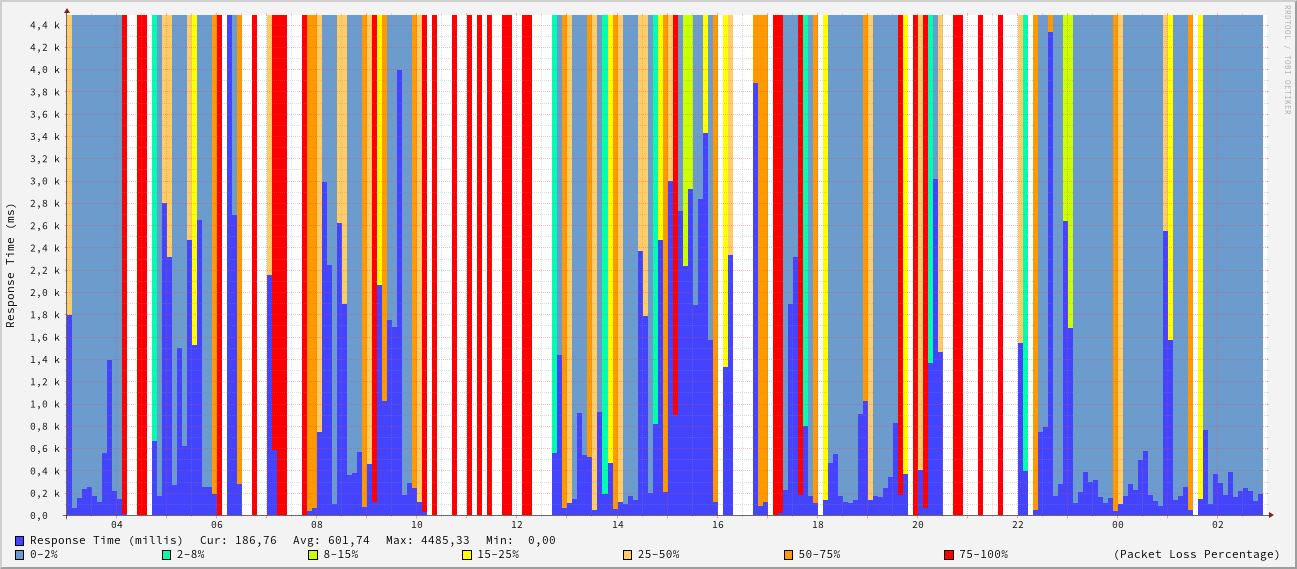 RRDTOOL / TOBI OETIKER
Response Time (ms)
4,4 k
4,2 k
4,0 k
3,8 k
3,6 k
3,4 k
3,2 k
3,0 k
2,8 k
2,6 k
2,4 k
2,2 k
2,0 k
1,8 k
1,6 k
1,4 k
1,2 k
1,0 k
0,8 k
0,6 k
0,4 k
0,2 k
0,0
04 06 08 10 12 14 16 18 20 22 00 02
Response Time (millis) Cur: 186,76 Avg: 601,74 Max: 4485,33 Min: 0,00
0-2% 2-8% 8-15% 15-25% 25-50% 50-75% 75-100% (Packet Loss Percentage)